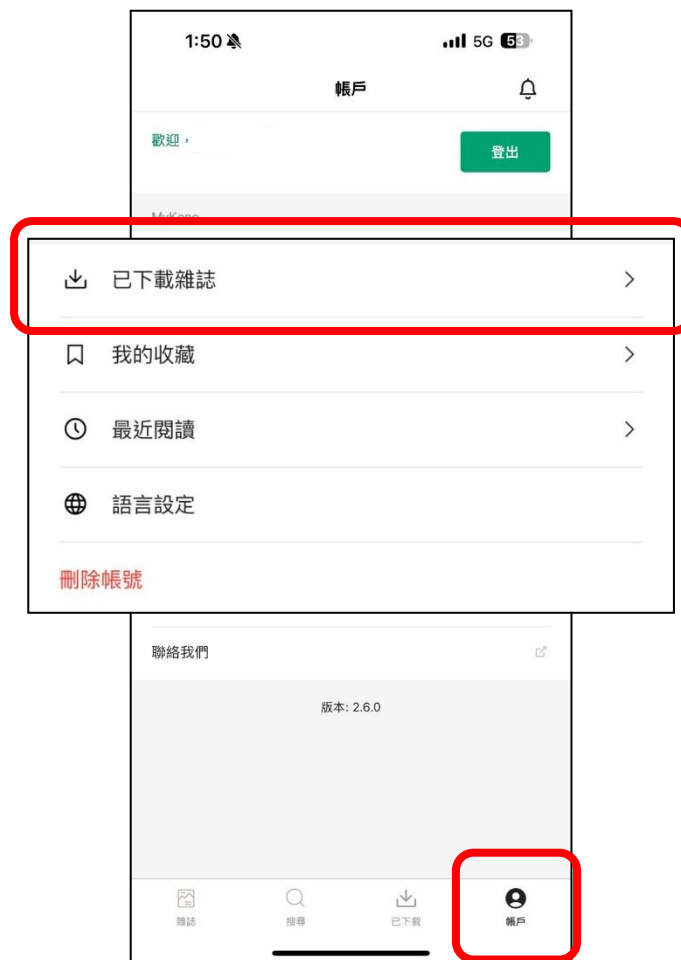 1:50
5G 53
帳戶
歡迎，
登出
已下載雜誌
我的收藏
最近閱讀
語言設定
刪除帳號
聯絡我們
版本: 2.6.0
雜誌
搜尋
已下載
帳戶